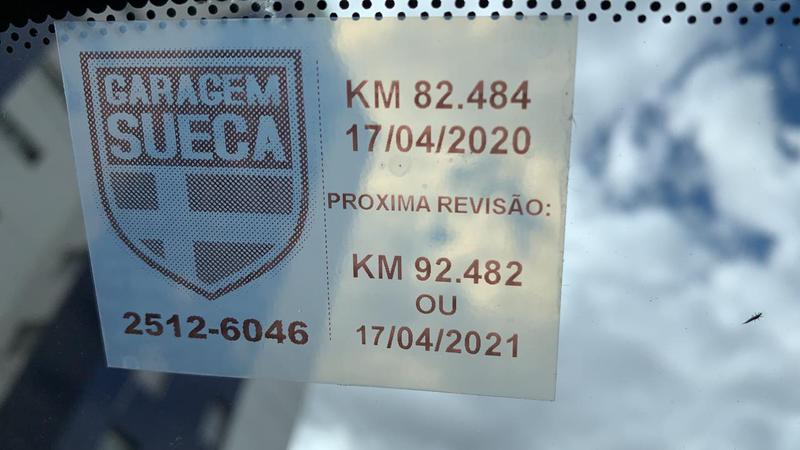 GARAGEM
SUECA
2512-6046
KM 82.484
17/04/2020
PROXIMA REVISÃO:
KM 92.482
OU
17/04/2021